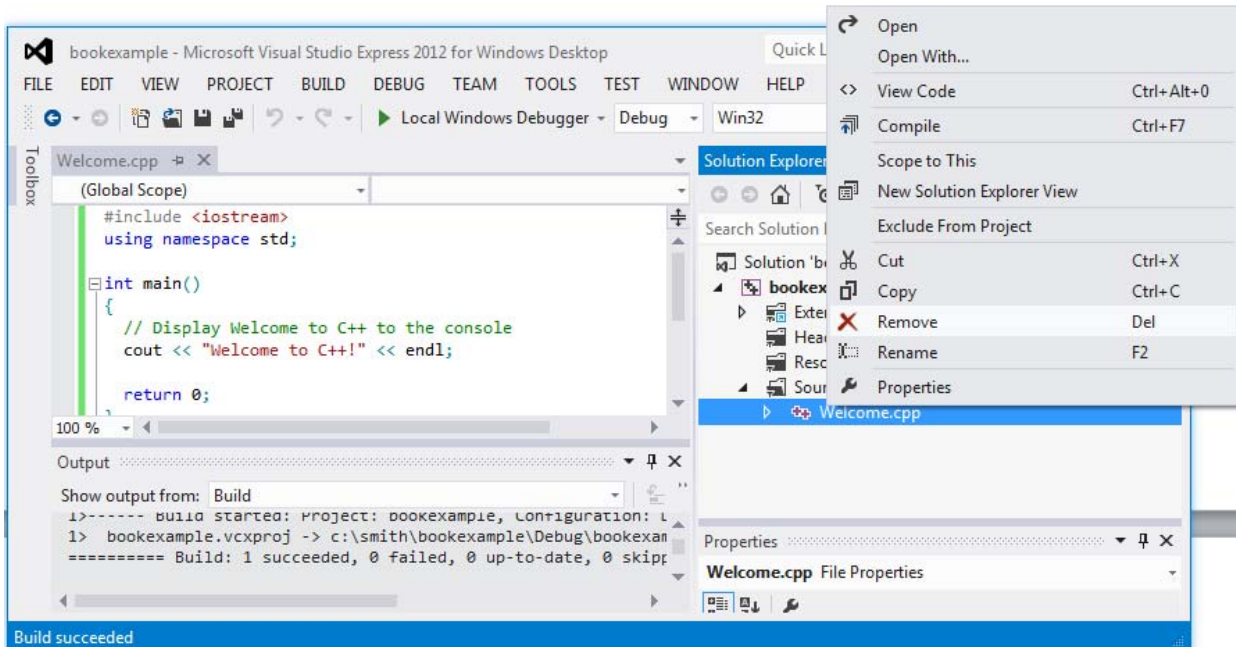 bookexample - Microsoft Visual Studio Express 2012 for Windows Desktop
Quick L
FILE EDIT VIEW PROJECT BUILD DEBUG TEAM TOOLS TEST WINDOW HELP
Local Windows Debugger Debug Win32
Toolbox
Welcome.cpp
(Global Scope)
#include <iostream>
using namespace std;
int main()
{
// Display Welcome to C++ to the console
cout << "Welcome to C++!" << endl;
return 0;
}
100 %
Output
Show output from: Build
1>------ Build started: Project: bookexample, Configuration:
1> bookexample.vcxproj -> c:\smith\bookexample\Debug\bookexam
========== Build: 1 succeeded, 0 failed, 0 up-to-date, 0 skipp
Build succeeded
Solution Explorer
Search Solution
Solution 'b
bookex
Exter
Hea
Reso
Sour
Welcome.cpp
Properties
Welcome.cpp File Properties
Open
Open With...
View Code Ctrl+Alt+0
Compile Ctrl+F7
Scope to This
New Solution Explorer View
Exclude From Project
Cut Ctrl+X
Copy Ctrl+C
Remove Del
Rename F2
Properties